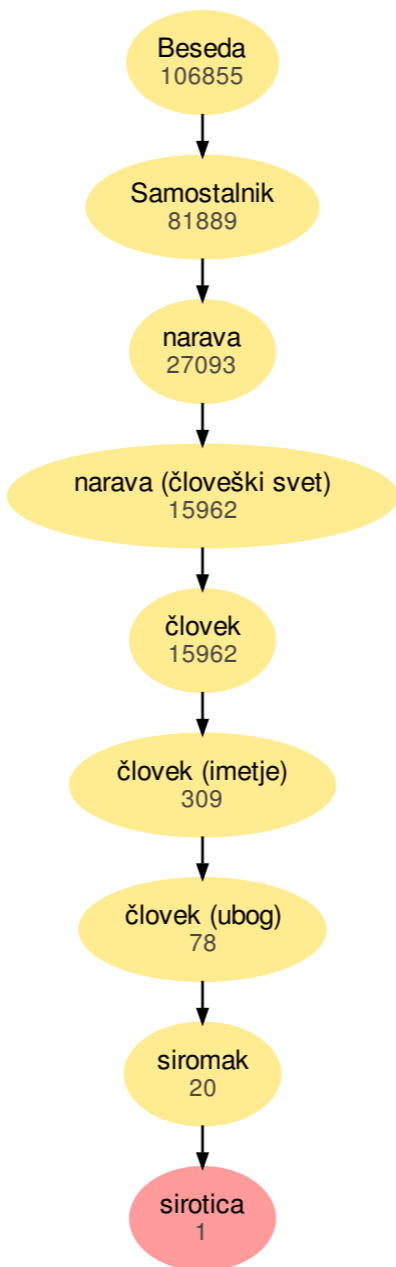 Beseda
106855
Samostalnik
81889
narava
27093
narava (človeški svet)
15962
človek
15962
človek (imetje)
309
človek (ubog)
78
siromak
20
sirotica
1